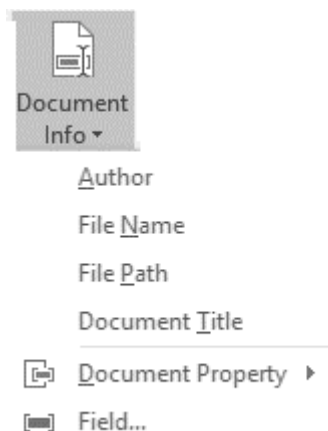 Document
Info
Author
File Name
File Path
Document Title
Document Property
Field...